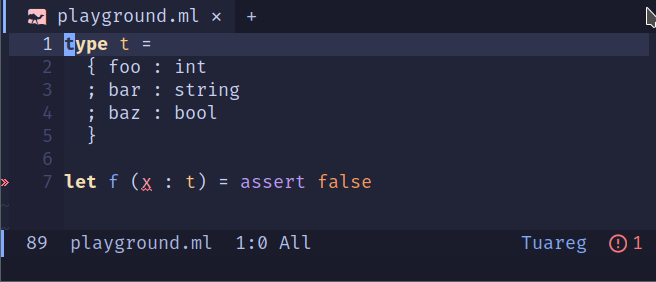 playground.ml × +
1 type t =
2   { foo : int
3   ; bar : string
4   ; baz : bool
5   }
6
» 7 let f (x : t) = assert false
89 playground.ml 1:0 All Tuareg 1